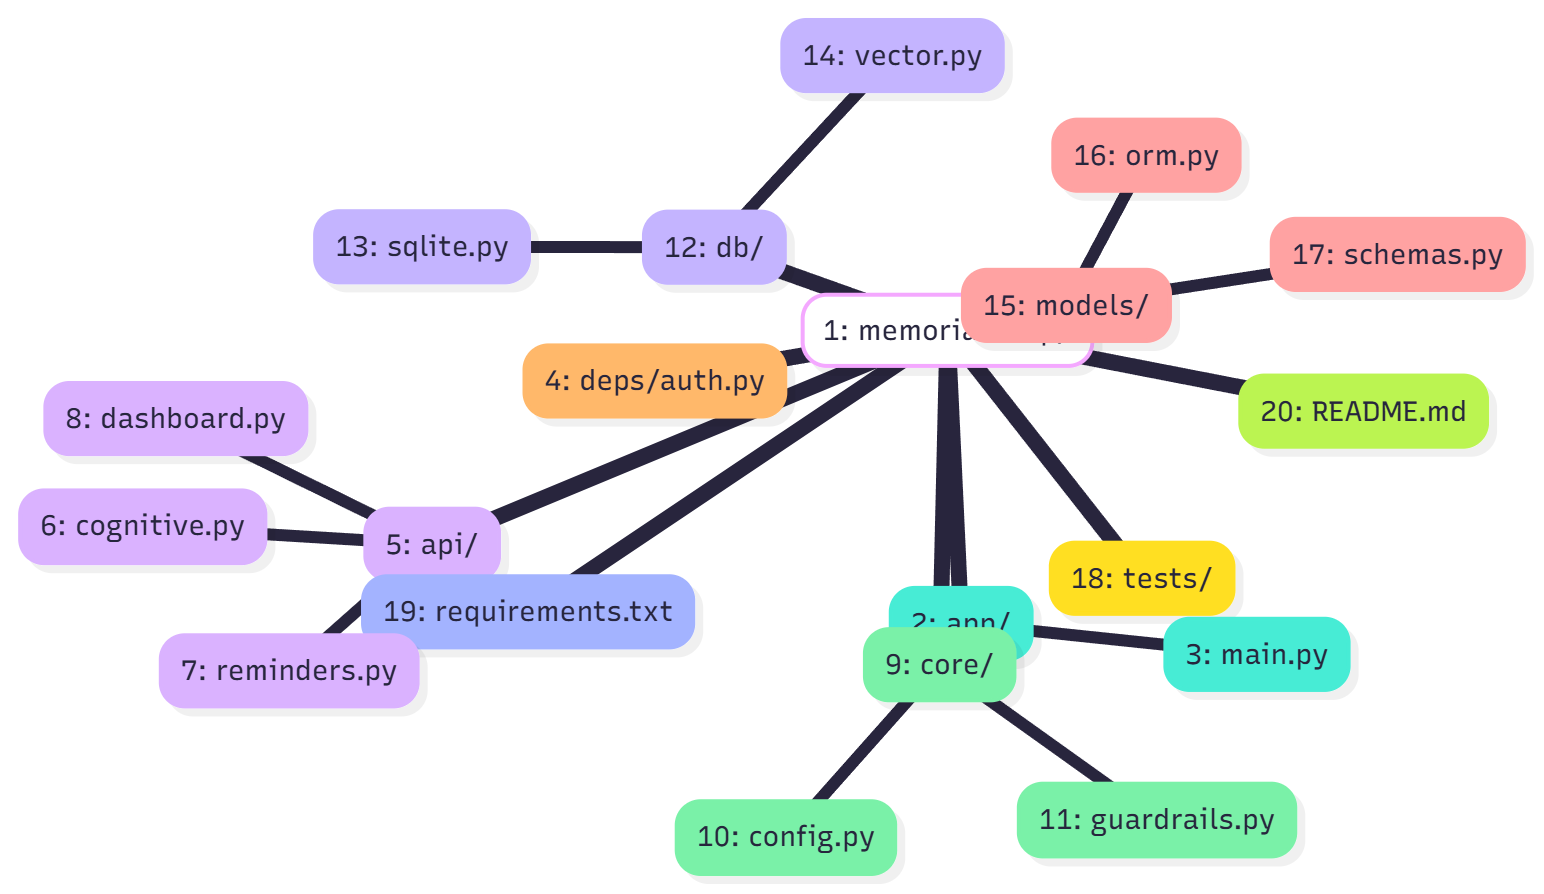 14: vector.py
16: orm.py
13: sqlite.py
12: db/
17: schemas.py
15: models/
1:
4: deps/auth.py
8: dashboard.py
20: README.md
6: cognitive.py
5: api/
18: tests/
19: requirements.txt
2: app/
3: main.py
9: core/
7: reminders.py
10: config.py
11: guardrails.py